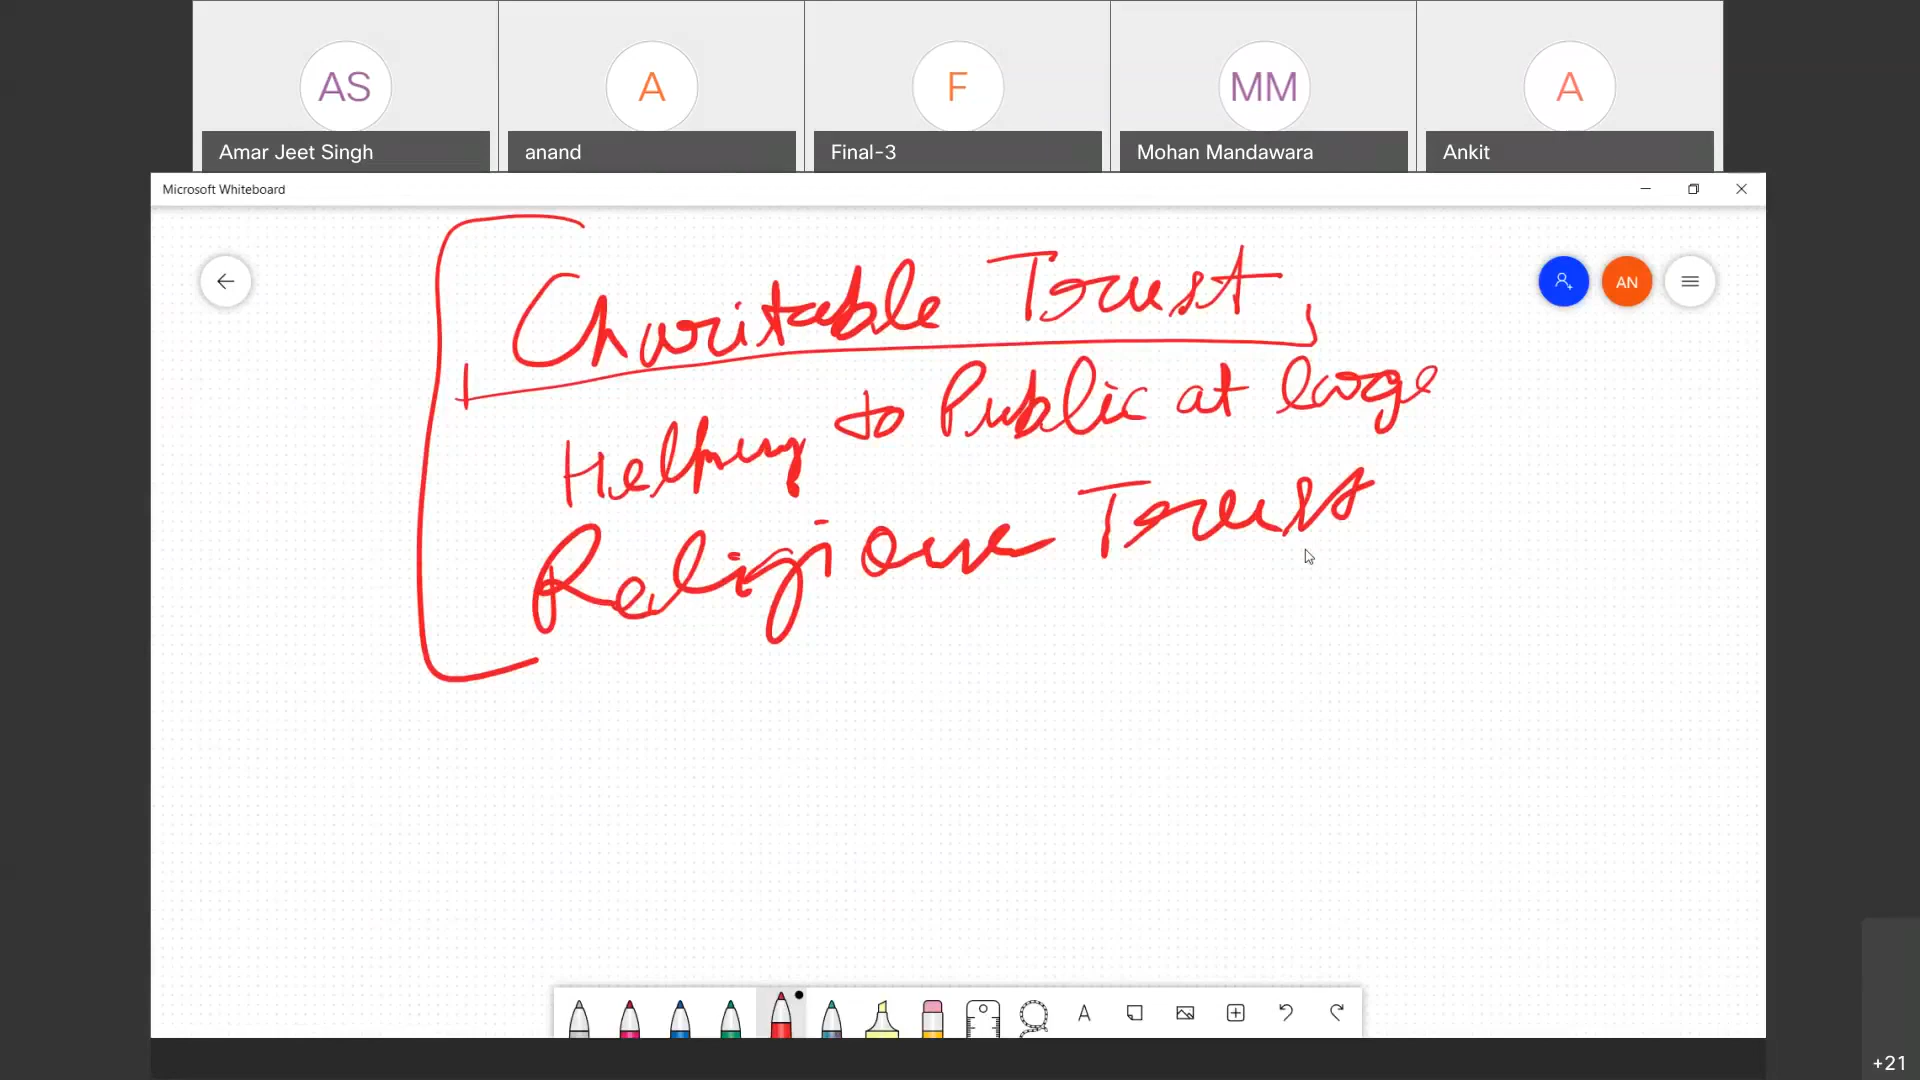 AS A F MM A
Amar Jeet Singh anand Final-3 Mohan Mandawara Ankit
Microsoft Whiteboard
AN
Charitable Trust
Helping to Public at large
Religious Trust
A
+21